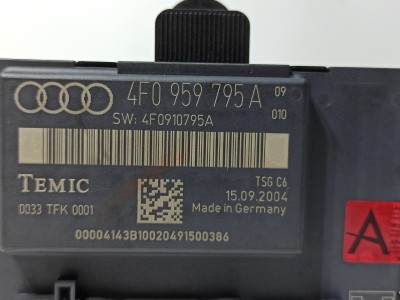 4F0 959 795 A 09
010
SW: 4F0910795A
TEMIC
TSG C6
15.09.2004
0033 TFK 0001
Made in Germany
00004143B10020491500386
A